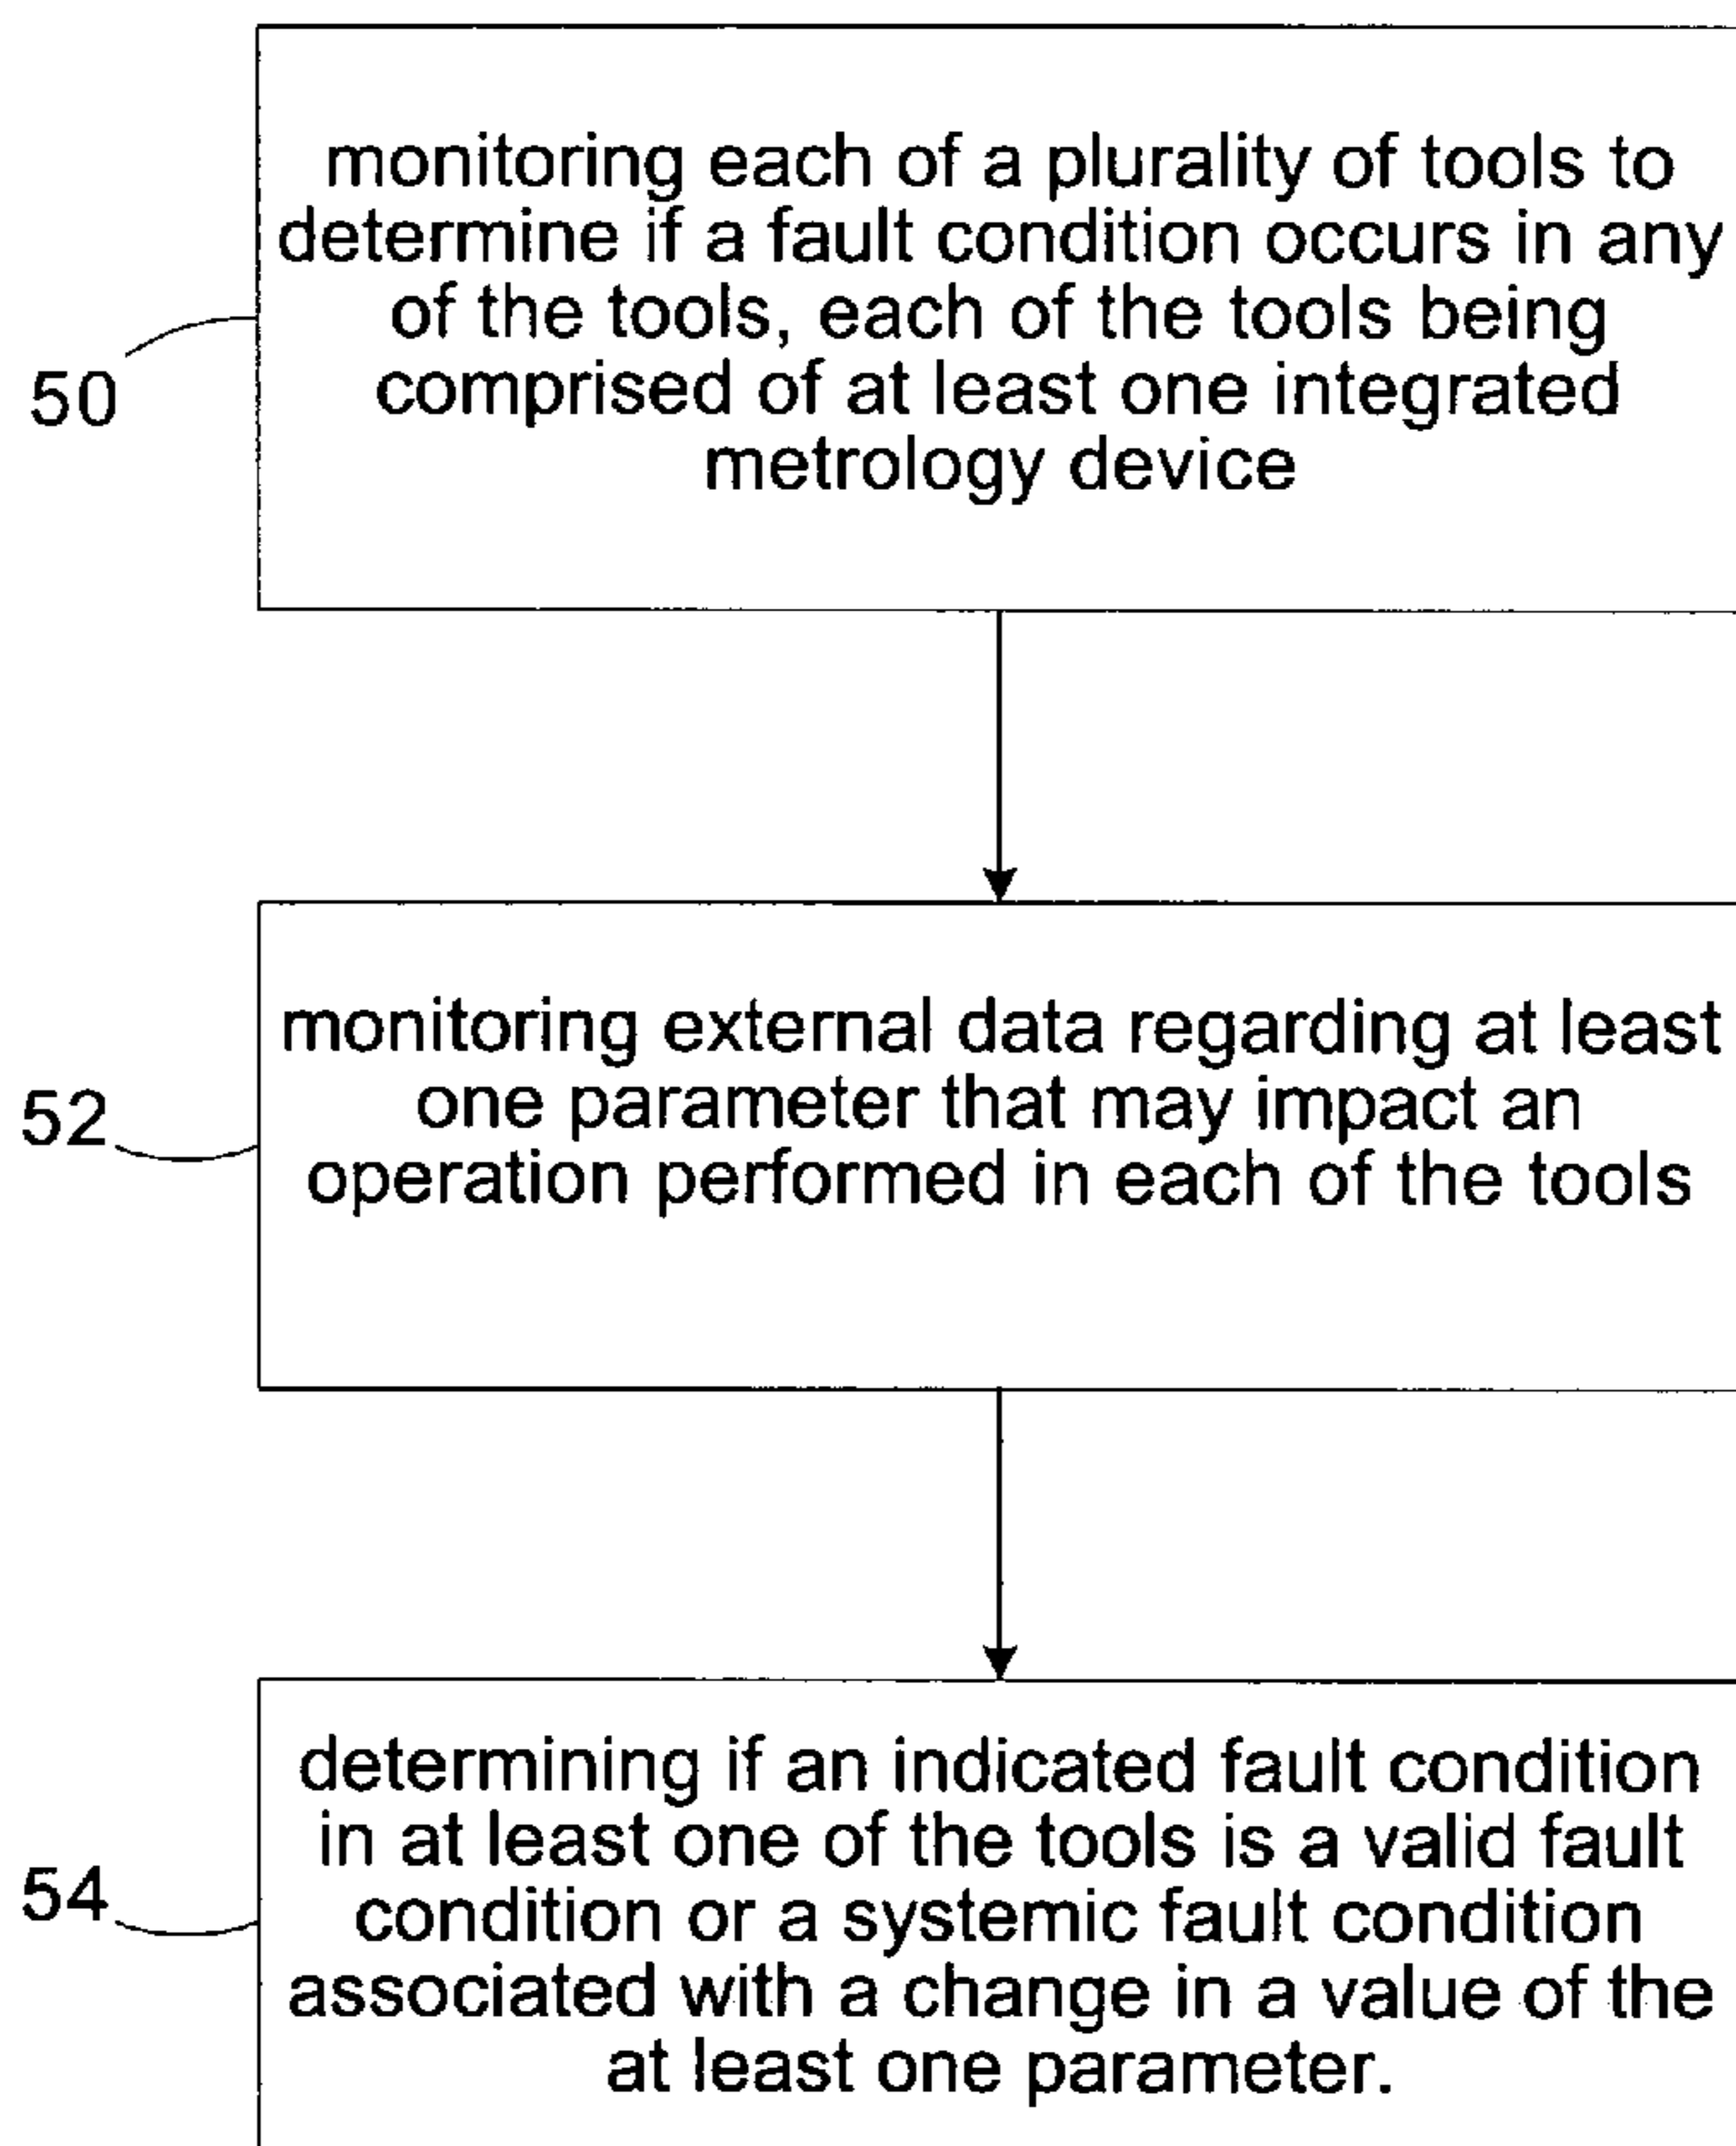 monitoring each of a plurality of tools to
determine if a fault condition occurs in any
of the tools, each of the tools being
comprised of at least one integrated
metrology device
50
monitoring external data regarding at least
one parameter that may impact an
operation performed in each of the tools
52
determining if an indicated fault condition
in at least one of the tools is a valid fault
condition or a systemic fault condition
associated with a change in a value of the
at least one parameter.
54